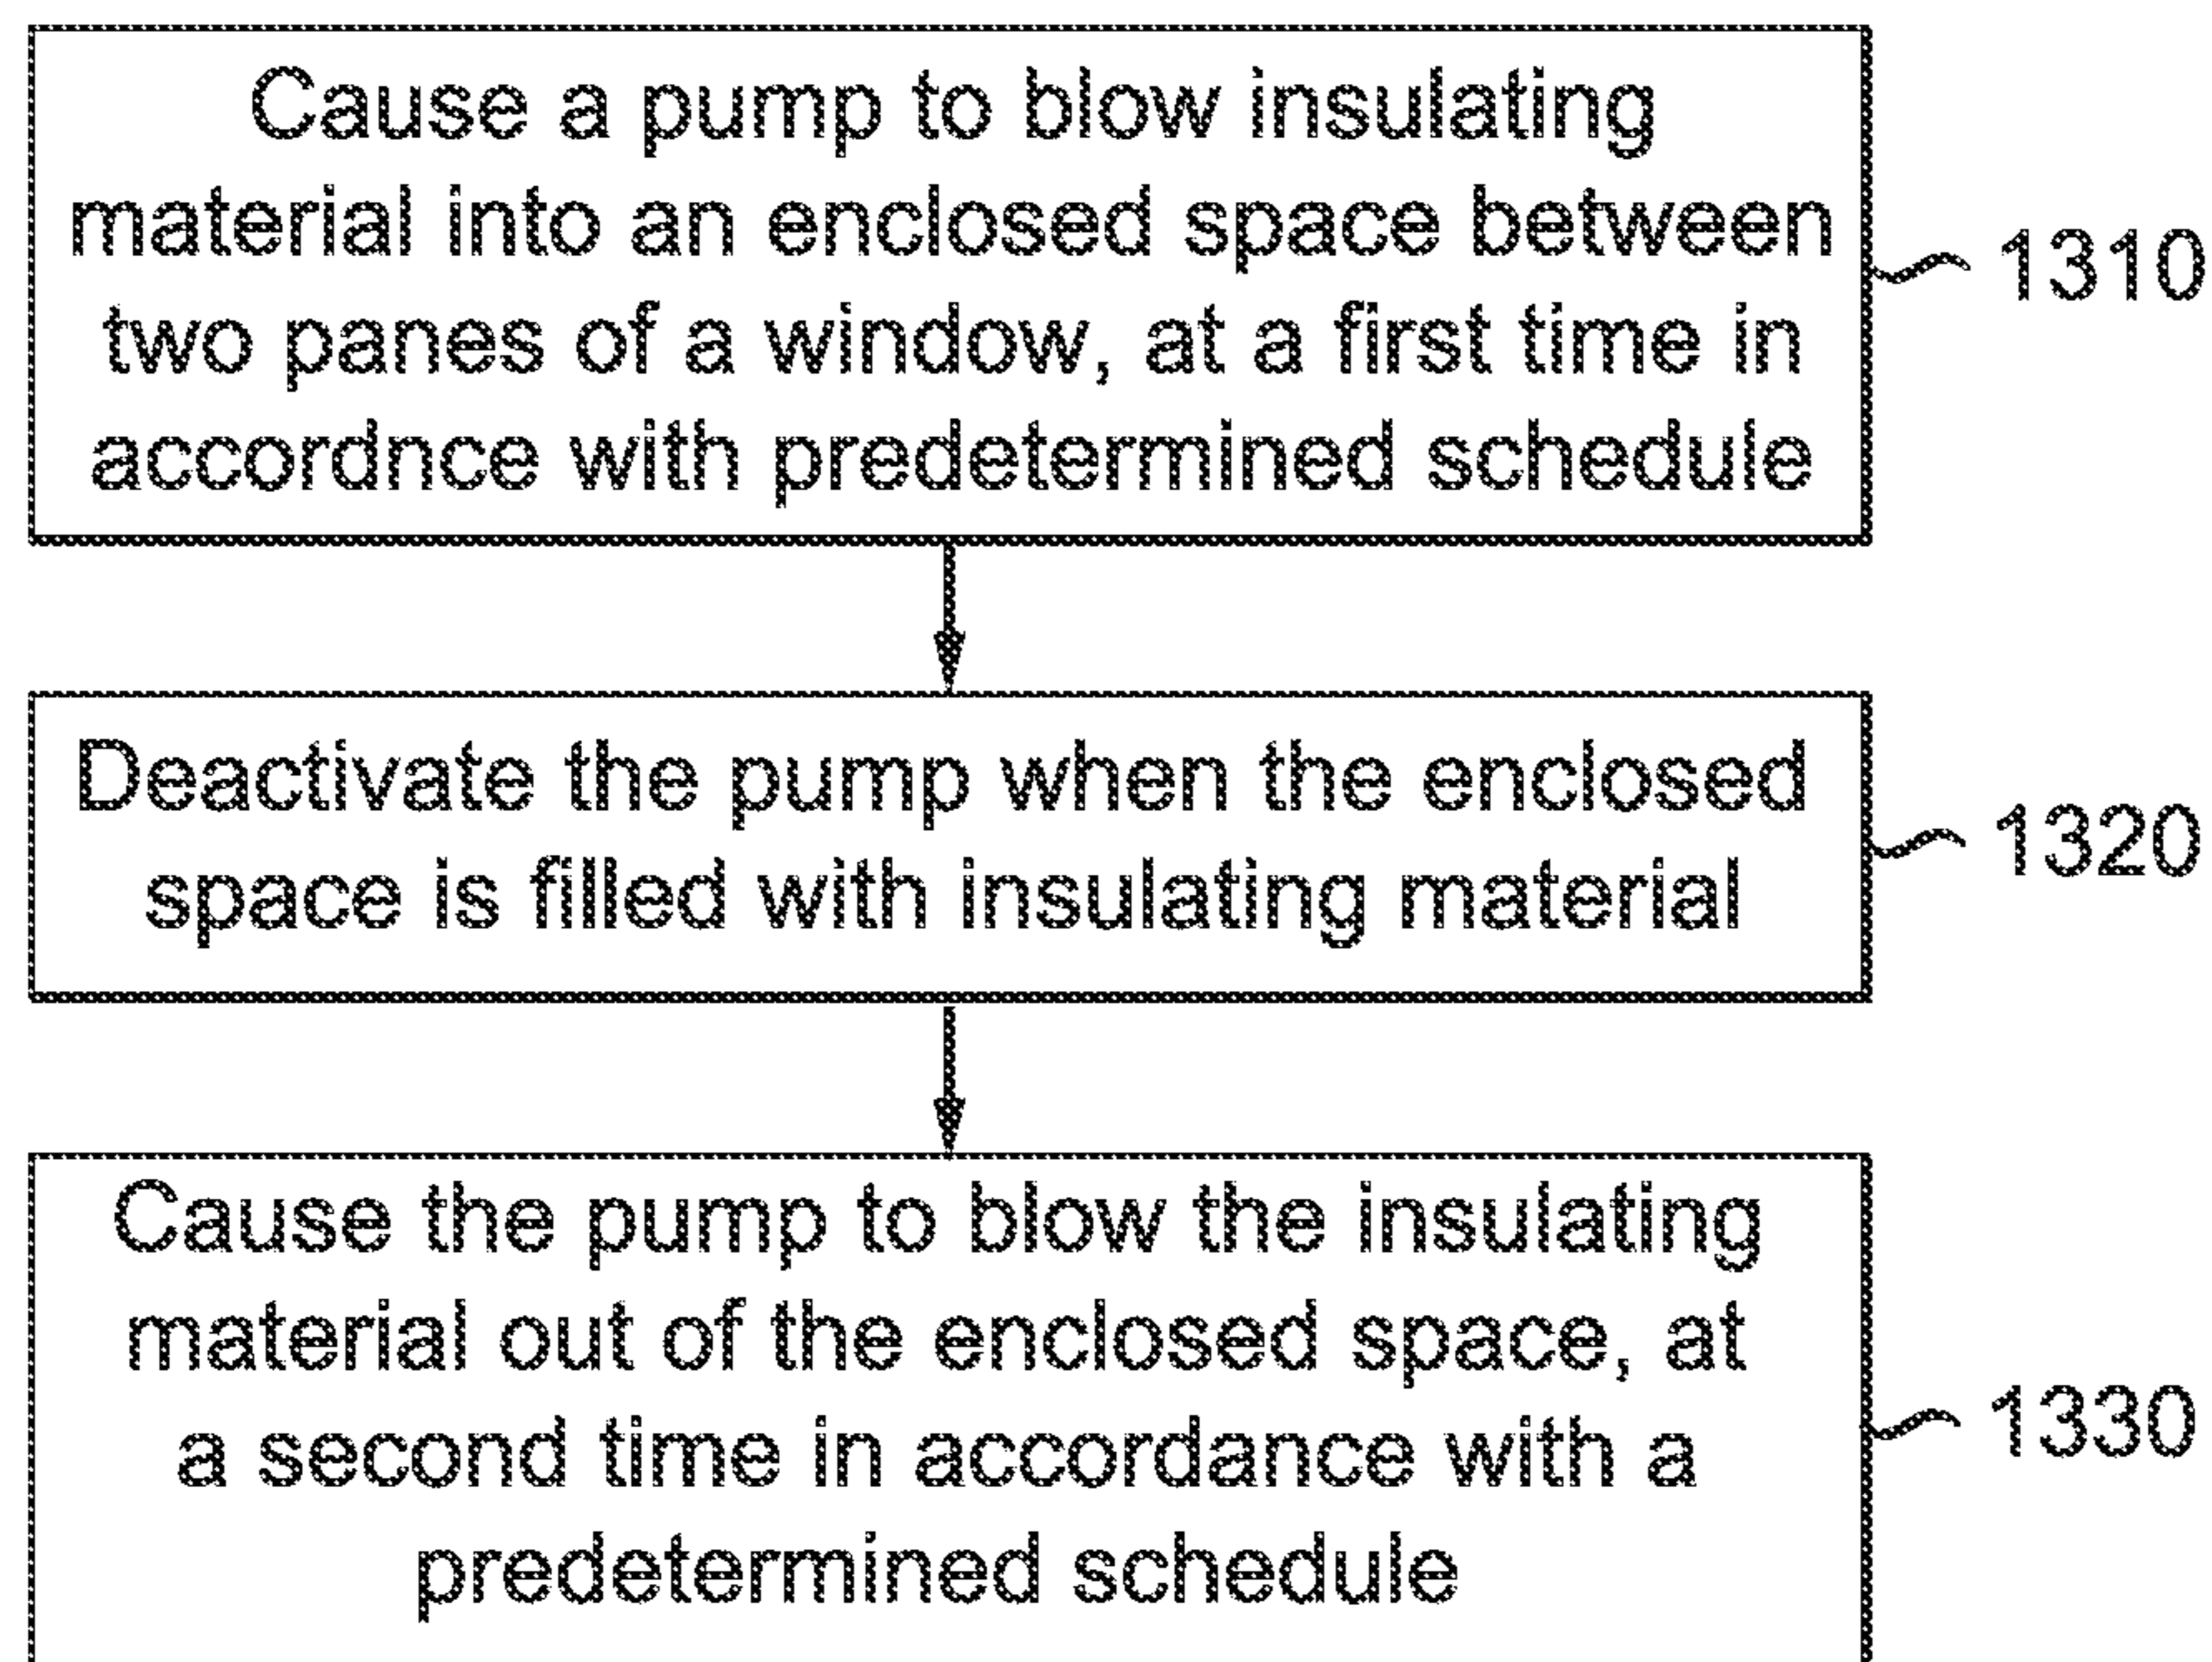 Cause a pump to blow insulating
material into an enclosed space between
two panes of a window, at a first time in
accordnce with predetermined schedule
1310
Deactivate the pump when the enclosed
space is filled with insulating material
1320
Cause the pump to blow the insulating
material out of the enclosed space, at
a second time in accordance with a
predetermined schedule
1330